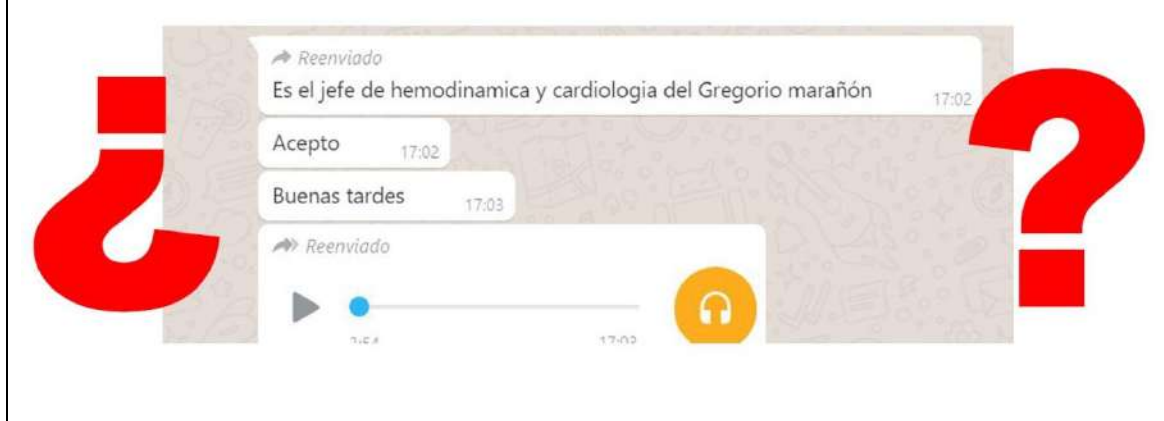 ¿
Reenviado
Es el jefe de hemodinamica y cardiologia del Gregorio marañón 17:02
Acepto 17:02
Buenas tardes 17:03
Reenviado
?